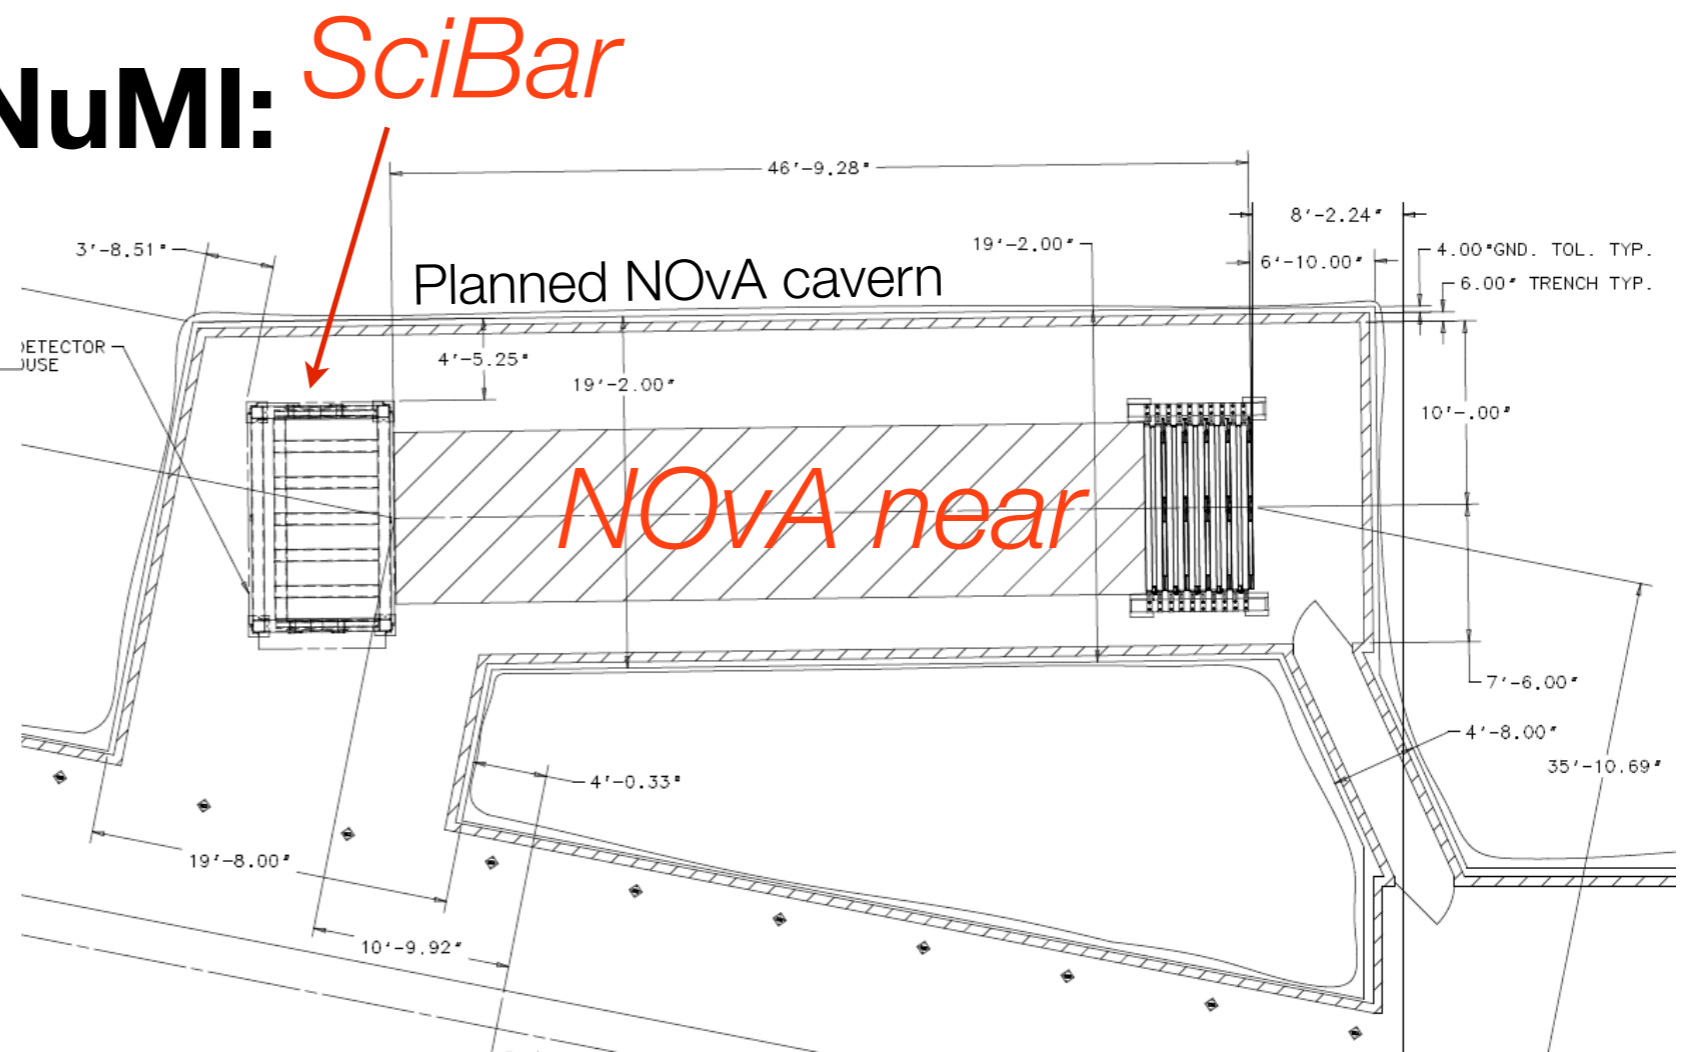 SciBar
NuMI:
46'-9.28"
8'-2.24"
3'-8.51"
19'-2.00"
4.00"GND. TOL. TYP.
6'-10.00"
Planned NOvA cavern
6.00" TRENCH TYP.
DETECTOR
4'-5.25"
19'-2.00"
10'-.00"
NOvA near
7'-6.00"
4'-8.00"
35'-10.69"
4'-0.33"
19'-8.00"
10'-9.92"